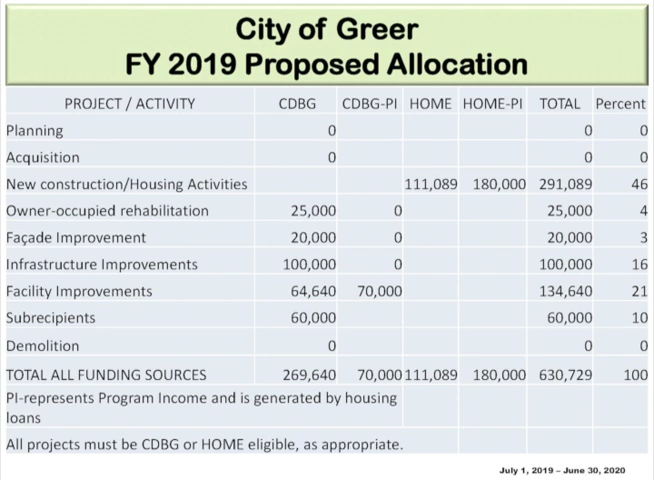 City of Greer
FY 2019 Proposed Allocation
PROJECT / ACTIVITY CDBG CDBG-PI HOME HOME-PI TOTAL Percent
Planning 0 0 0
Acquisition 0 0 0
New construction/Housing Activities 111,089 180,000 291,089 46
Owner-occupied rehabilitation 25,000 0 25,000 4
Façade Improvement 20,000 0 20,000 3
Infrastructure Improvements 100,000 0 100,000 16
Facility Improvements 64,640 70,000 134,640 21
Subrecipients 60,000 60,000 10
Demolition 0 0 0
TOTAL ALL FUNDING SOURCES 269,640 70,000 111,089 180,000 630,729 100
PI-represents Program Income and is generated by housing
loans
All projects must be CDBG or HOME eligible, as appropriate.
July 1, 2019 – June 30, 2020